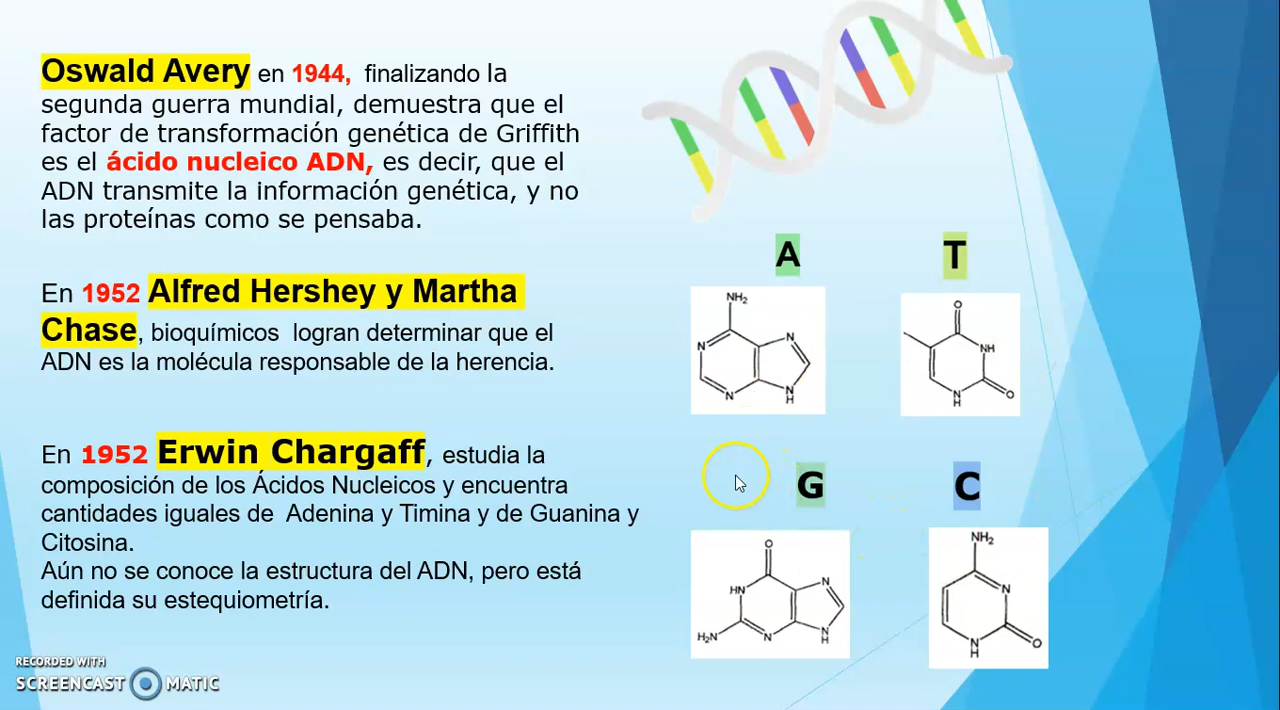 Oswald Avery en 1944, finalizando la
segunda guerra mundial, demuestra que el
factor de transformación genética de Griffith
es el ácido nucleico ADN, es decir, que el
ADN transmite la información genética, y no
las proteínas como se pensaba.
En 1952 Alfred Hershey y Martha
Chase, bioquímicos logran determinar que el
ADN es la molécula responsable de la herencia.
En 1952 Erwin Chargaff, estudia la
composición de los Ácidos Nucleicos y encuentra
cantidades iguales de Adenina y Timina y de Guanina y
Citosina.
Aún no se conoce la estructura del ADN, pero está
definida su estequiometría.
A
NH₂
N
N
N
N
H
T
O
NH
N
H
O
G
O
HN
N
H₂N
N
N
H
C
NH₂
N
N
H
O
RECORDED WITH
SCREENCAST MATIC